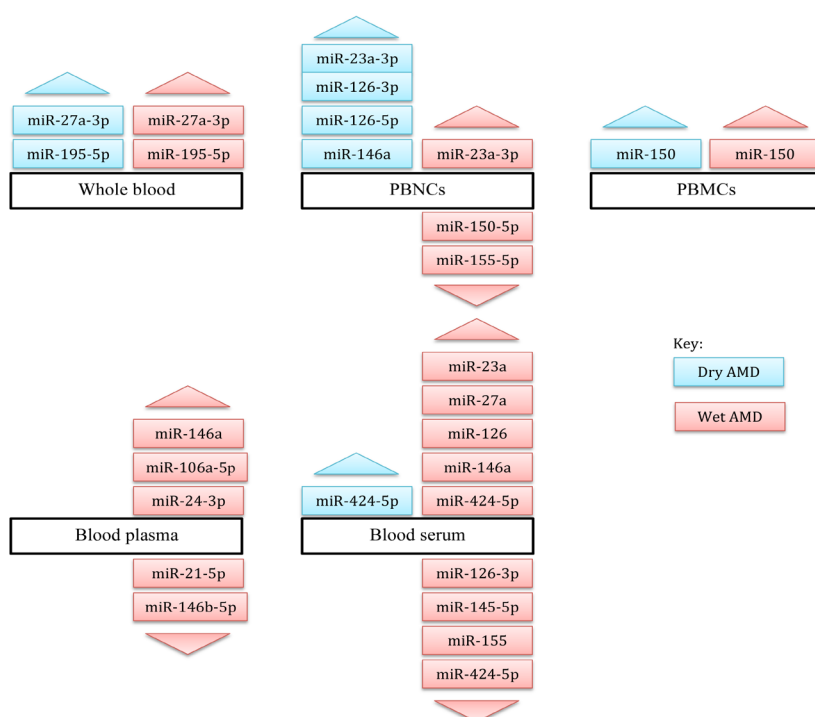 miR-27a-3p
miR-195-5p
miR-27a-3p
miR-195-5p
Whole blood
miR-23a-3p
miR-126-3p
miR-126-5p
miR-146a
miR-23a-3p
PBNCs
miR-150-5p
miR-155-5p
miR-150
miR-150
PBMCs
Key:
Dry AMD
Wet AMD
miR-146a
miR-106a-5p
miR-24-3p
Blood plasma
miR-21-5p
miR-146b-5p
miR-424-5p
miR-23a
miR-27a
miR-126
miR-146a
miR-424-5p
Blood serum
miR-126-3p
miR-145-5p
miR-155
miR-424-5p